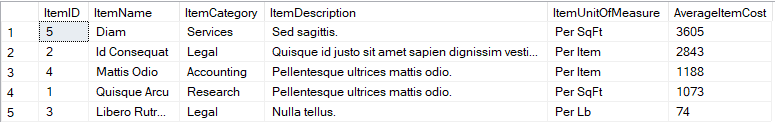 ItemID ItemName ItemCategory ItemDescription ItemUnitOfMeasure AverageItemCost
1 5 Diam Services Sed sagittis. Per SqFt 3605
2 2 Id Consequat Legal Quisque id justo sit amet sapien dignissim vesti... Per Item 2843
3 4 Mattis Odio Accounting Pellentesque ultrices mattis odio. Per Item 1188
4 1 Quisque Arcu Research Pellentesque ultrices mattis odio. Per SqFt 1073
5 3 Libero Rutr... Legal Nulla tellus. Per Lb 74